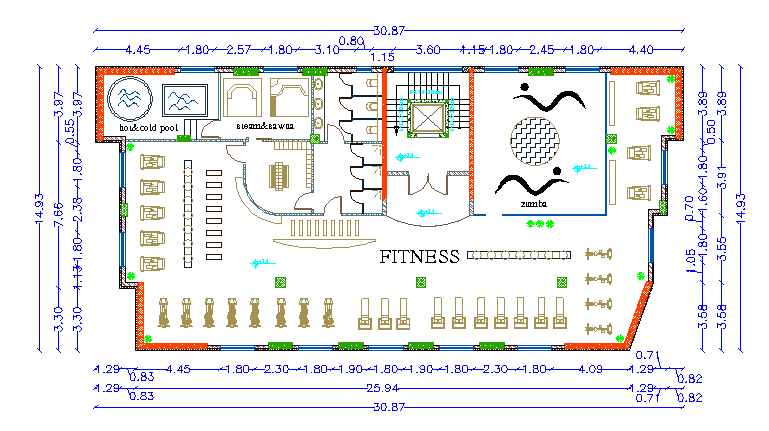 30.87
4.45 1.80 2.57 1.80 3.10 0.80 1.15 3.60 1.15 1.80 2.45 1.80 4.40
hot&cold pool
steam&sawna
zumba
FITNESS
14.93
3.97 7.66 3.30
3.97 0.55 1.80 2.38 1.80 1.13 3.30
3.89 1.80 1.60 0.70 1.80 1.05 3.58
3.89 0.50 3.91 3.55 3.58
14.93
1.29 0.83 4.45 1.80 2.30 1.80 1.90 1.80 1.90 1.80 2.30 1.80 4.09 0.71 1.29 0.82
1.29 0.83 25.94 0.71 1.29 0.82
30.87